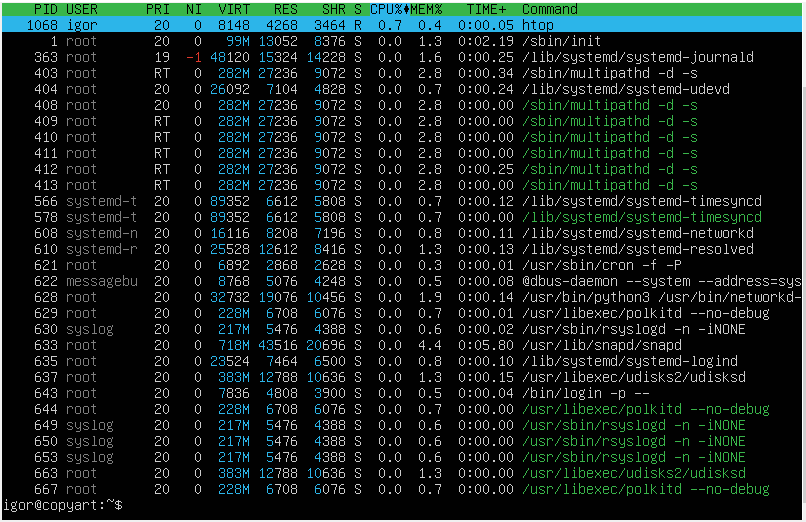 PID USER PRI NI VIRT RES SHR S CPU% MEM% TIME+ Command
1068 igor 20 0 8148 4268 3464 R 0.7 0.4 0:00.05 htop
1 root 20 0 99M 13052 8376 S 0.0 1.3 0:02.19 /sbin/init
363 root 19 -1 48120 15324 14228 S 0.0 1.6 0:00.25 /lib/systemd/systemd-journald
403 root RT 0 282M 27236 9072 S 0.0 2.8 0:00.34 /sbin/multipathd -d -s
404 root 20 0 26092 7104 4828 S 0.0 0.7 0:00.24 /lib/systemd/systemd-udevd
408 root 20 0 282M 27236 9072 S 0.0 2.8 0:00.00 /sbin/multipathd -d -s
409 root RT 0 282M 27236 9072 S 0.0 2.8 0:00.00 /sbin/multipathd -d -s
410 root RT 0 282M 27236 9072 S 0.0 2.8 0:00.00 /sbin/multipathd -d -s
411 root RT 0 282M 27236 9072 S 0.0 2.8 0:00.00 /sbin/multipathd -d -s
412 root RT 0 282M 27236 9072 S 0.0 2.8 0:00.25 /sbin/multipathd -d -s
413 root RT 0 282M 27236 9072 S 0.0 2.8 0:00.00 /sbin/multipathd -d -s
566 systemd-t 20 0 89352 6612 5808 S 0.0 0.7 0:00.12 /lib/systemd/systemd-timesyncd
578 systemd-t 20 0 89352 6612 5808 S 0.0 0.7 0:00.00 /lib/systemd/systemd-timesyncd
608 systemd-n 20 0 16116 8208 7196 S 0.0 0.8 0:00.11 /lib/systemd/systemd-networkd
610 systemd-r 20 0 25528 12612 8416 S 0.0 1.3 0:00.13 /lib/systemd/systemd-resolved
621 root 20 0 6892 2868 2628 S 0.0 0.3 0:00.01 /usr/sbin/cron -f -P
622 messagebu 20 0 8768 5076 4248 S 0.0 0.5 0:00.08 @dbus-daemon --system --address=sys
628 root 20 0 32732 19076 10456 S 0.0 1.9 0:00.14 /usr/bin/python3 /usr/bin/networkd-
629 root 20 0 228M 6708 6076 S 0.0 0.7 0:00.01 /usr/libexec/polkitd --no-debug
630 syslog 20 0 217M 5476 4388 S 0.0 0.6 0:00.02 /usr/sbin/rsyslogd -n -iNONE
633 root 20 0 718M 43516 20696 S 0.0 4.4 0:05.80 /usr/lib/snapd/snapd
635 root 20 0 23524 7464 6500 S 0.0 0.8 0:00.10 /lib/systemd/systemd-logind
637 root 20 0 383M 12788 10636 S 0.0 1.3 0:00.15 /usr/libexec/udisks2/udisksd
643 root 20 0 7836 4808 3900 S 0.0 0.5 0:00.04 /bin/login -p --
644 root 20 0 228M 6708 6076 S 0.0 0.7 0:00.00 /usr/libexec/polkitd --no-debug
649 syslog 20 0 217M 5476 4388 S 0.0 0.6 0:00.00 /usr/sbin/rsyslogd -n -iNONE
650 syslog 20 0 217M 5476 4388 S 0.0 0.6 0:00.00 /usr/sbin/rsyslogd -n -iNONE
653 syslog 20 0 217M 5476 4388 S 0.0 0.6 0:00.00 /usr/sbin/rsyslogd -n -iNONE
663 root 20 0 383M 12788 10636 S 0.0 1.3 0:00.00 /usr/libexec/udisks2/udisksd
667 root 20 0 228M 6708 6076 S 0.0 0.7 0:00.00 /usr/libexec/polkitd --no-debug
igor@copyart:~$